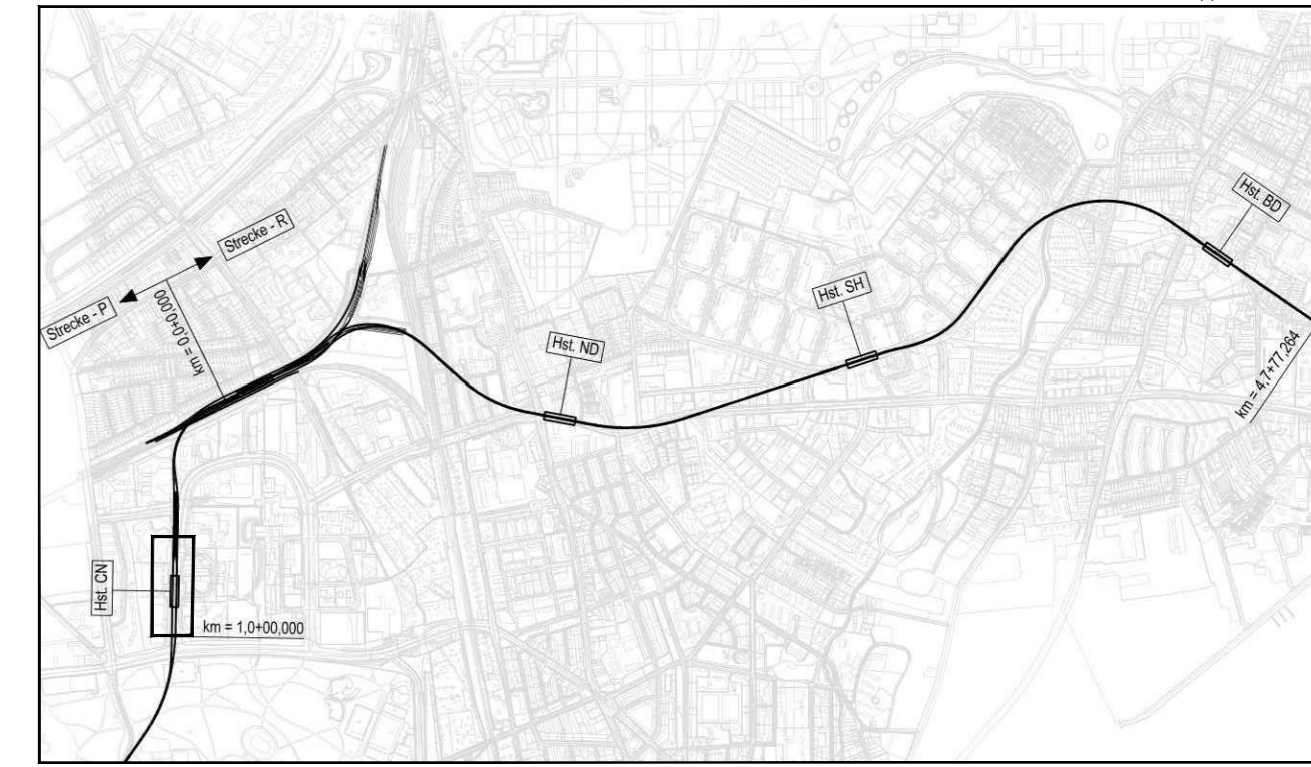 Strecke - R
Strecke - P
km = 0,0+0,000
Hst. BD
Hst. SH
Hst. ND
km = 4,7+77,264
Hst. CN
km = 1,0+00,000